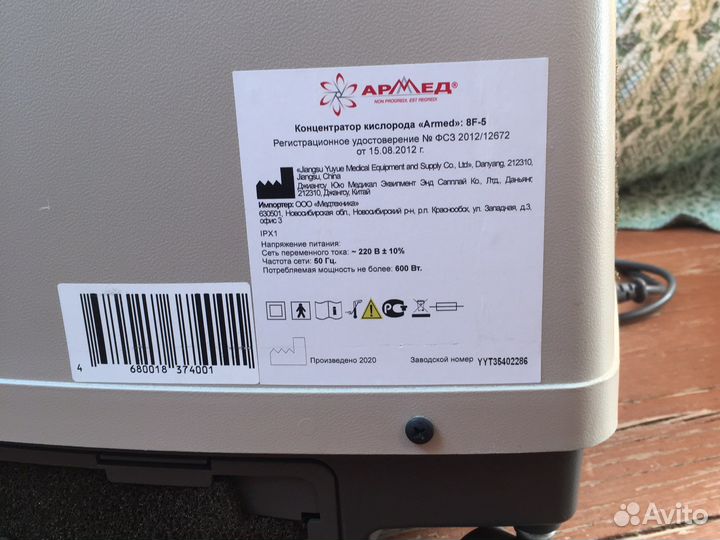 АРМЕД®
NON PROGREDI, EST REGREDI
Концентратор кислорода «Armed»: 8F-5
Регистрационное удостоверение № ФСЗ 2012/12672
от 15.08.2012 г.
«Jiangsu Yuyue Medical Equipment and Supply Co., Ltd», Danyang, 212310,
Jiangsu, China
Джиангсу Юю Медикал Эквипмент Энд Сапплай Ко., Лтд., Даньянг,
212310, Джангсу, Китай
Импортер: ООО «Медтехника»
630501, Новосибирская обл., Новосибирский р-н, р.п. Краснообск, ул. Западная, д.3,
офис 3
IPX1
Напряжение питания:
Сеть переменного тока: ~ 220 В ± 10%
Частота сети: 50 Гц.
Потребляемая мощность не более: 600 Вт.
Произведено 2020 Заводской номер YYT35402286
4 680018 374001
Avito